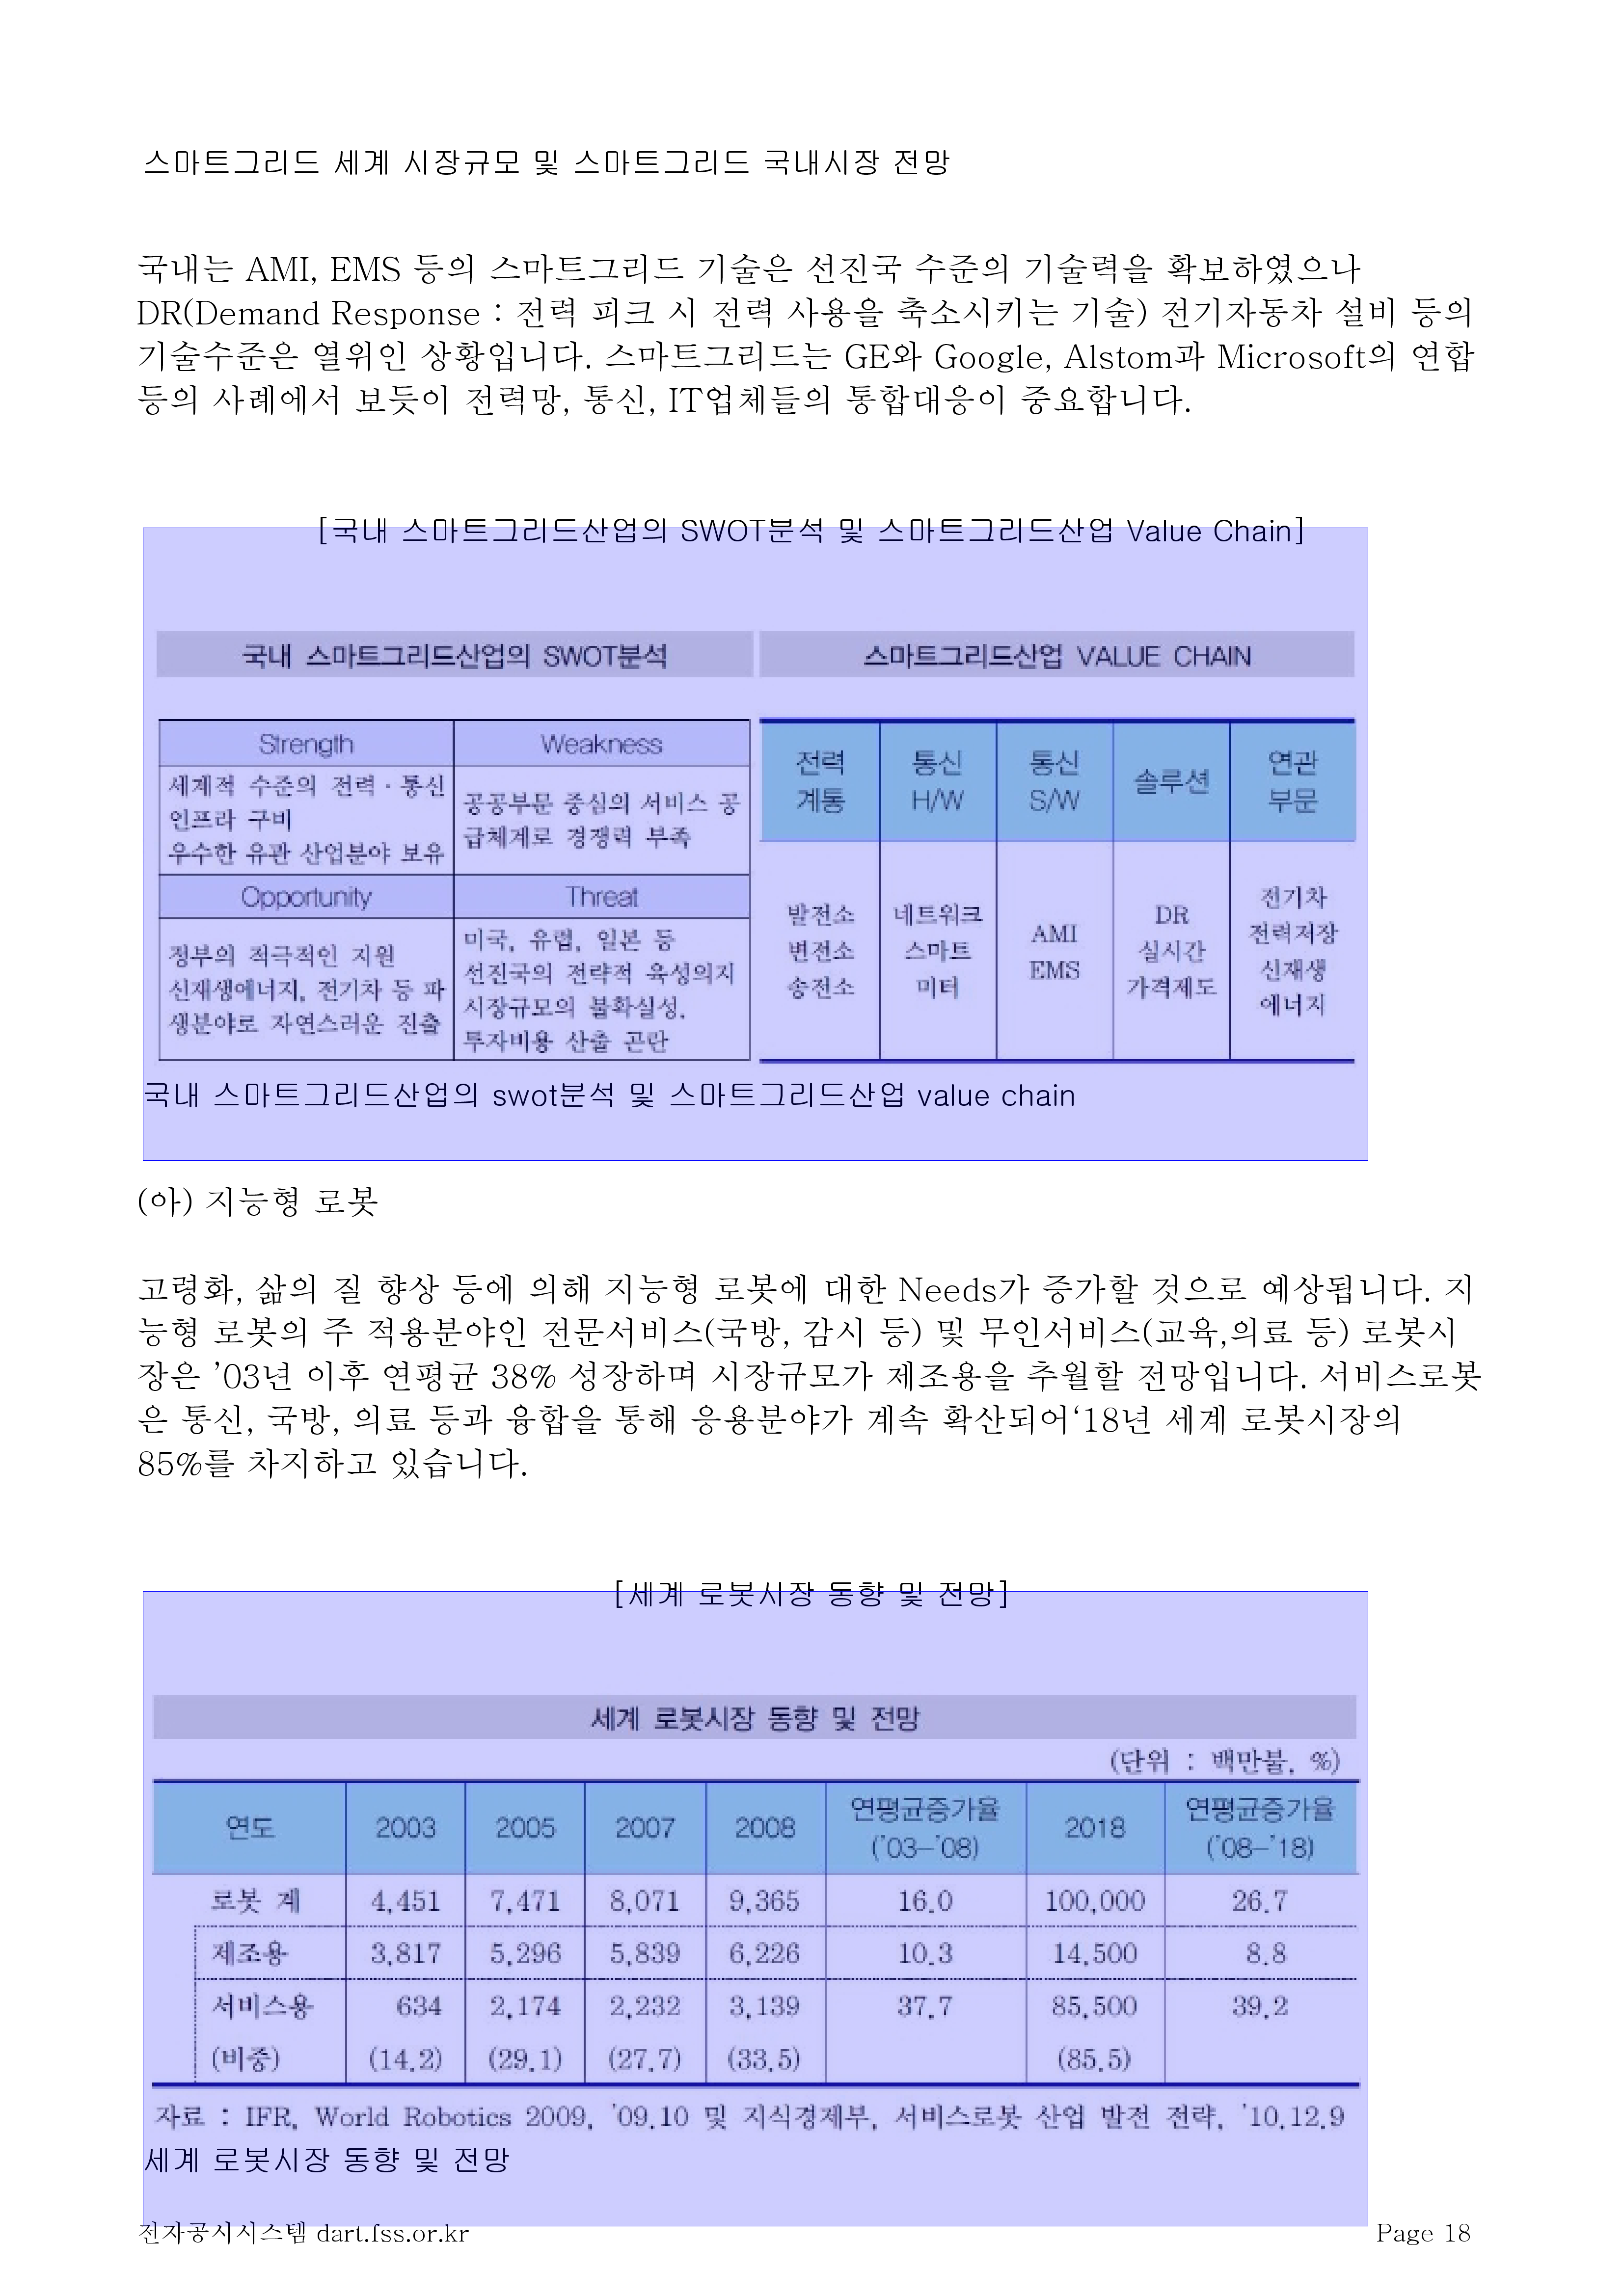 스마트그리드 세계 시장규모 및 스마트그리드 국내시장 전망
국내는 AMI, EMS 등의 스마트그리드 기술은 선진국 수준의 기술력을 확보하였으나
DR(Demand Response : 전력 피크 시 전력 사용을 축소시키는 기술) 전기자동차 설비 등의
기술수준은 열위인 상황입니다. 스마트그리드는 GE와 Google, Alstom과 Microsoft의 연합
등의 사례에서 보듯이 전력망, 통신, IT업체들의 통합대응이 중요합니다.
[국내 스마트그리드산업의 SWOT분석 및 스마트그리드산업 Value Chain]
국내 스마트그리드산업의 SWOT분석
Strength Weakness
세계적 수준의 전력·통신
인프라 구비
우수한 유관 산업분야 보유
공공부문 중심의 서비스 공
급체계로 경쟁력 부족
Opportunity Threat
정부의 적극적인 지원
신재생에너지, 전기차 등 파
생분야로 자연스러운 진출
미국, 유럽, 일본 등
선진국의 전략적 육성의지
시장규모의 불확실성,
투자비용 산출 곤란
스마트그리드산업 VALUE CHAIN
전력
계통
통신
H/W
통신
S/W
솔루션
연관
부문
발전소
변전소
송전소
네트워크
스마트
미터
AMI
EMS
DR
실시간
가격제도
전기차
전력저장
신재생
에너지
국내 스마트그리드산업의 swot분석 및 스마트그리드산업 value chain
(아) 지능형 로봇
고령화, 삶의 질 향상 등에 의해 지능형 로봇에 대한 Needs가 증가할 것으로 예상됩니다. 지
능형 로봇의 주 적용분야인 전문서비스(국방, 감시 등) 및 무인서비스(교육,의료 등) 로봇시
장은 ’03년 이후 연평균 38% 성장하며 시장규모가 제조용을 추월할 전망입니다. 서비스로봇
은 통신, 국방, 의료 등과 융합을 통해 응용분야가 계속 확산되어‘18년 세계 로봇시장의
85%를 차지하고 있습니다.
[세계 로봇시장 동향 및 전망]
세계 로봇시장 동향 및 전망
(단위 : 백만불, %)
연도 2003 2005 2007 2008 연평균증가율 ('03-'08) 2018 연평균증가율 ('08-'18)
로봇 계 4,451 7,471 8,071 9,365 16.0 100,000 26.7
제조용 3,817 5,296 5,839 6,226 10.3 14,500 8.8
서비스용 634 2,174 2,232 3,139 37.7 85,500 39.2
(비중) (14.2) (29.1) (27.7) (33.5) (85.5)
자료 : IFR, World Robotics 2009, '09.10 및 지식경제부, 서비스로봇 산업 발전 전략, '10.12.9
세계 로봇시장 동향 및 전망
전자공시시스템 dart.fss.or.kr Page 18